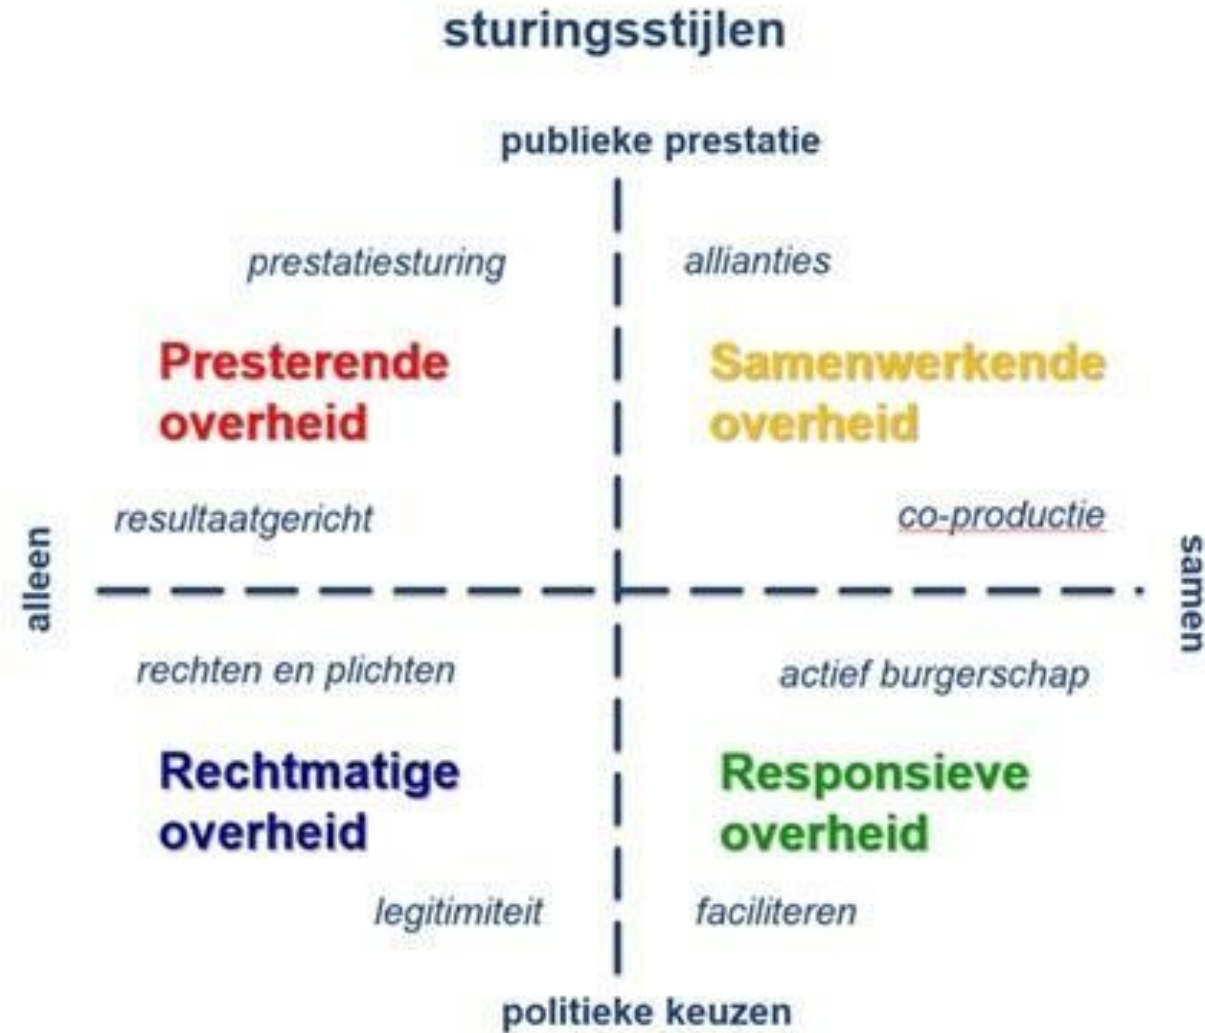 sturingsstijlen
publieke prestatie
prestatiesturing
allianties
Presterende
overheid
Samenwerkende
overheid
resultaatgericht
co-productie
alleen
samen
rechten en plichten
actief burgerschap
Rechtmatige
overheid
Responsieve
overheid
legitimiteit
faciliteren
politieke keuzen